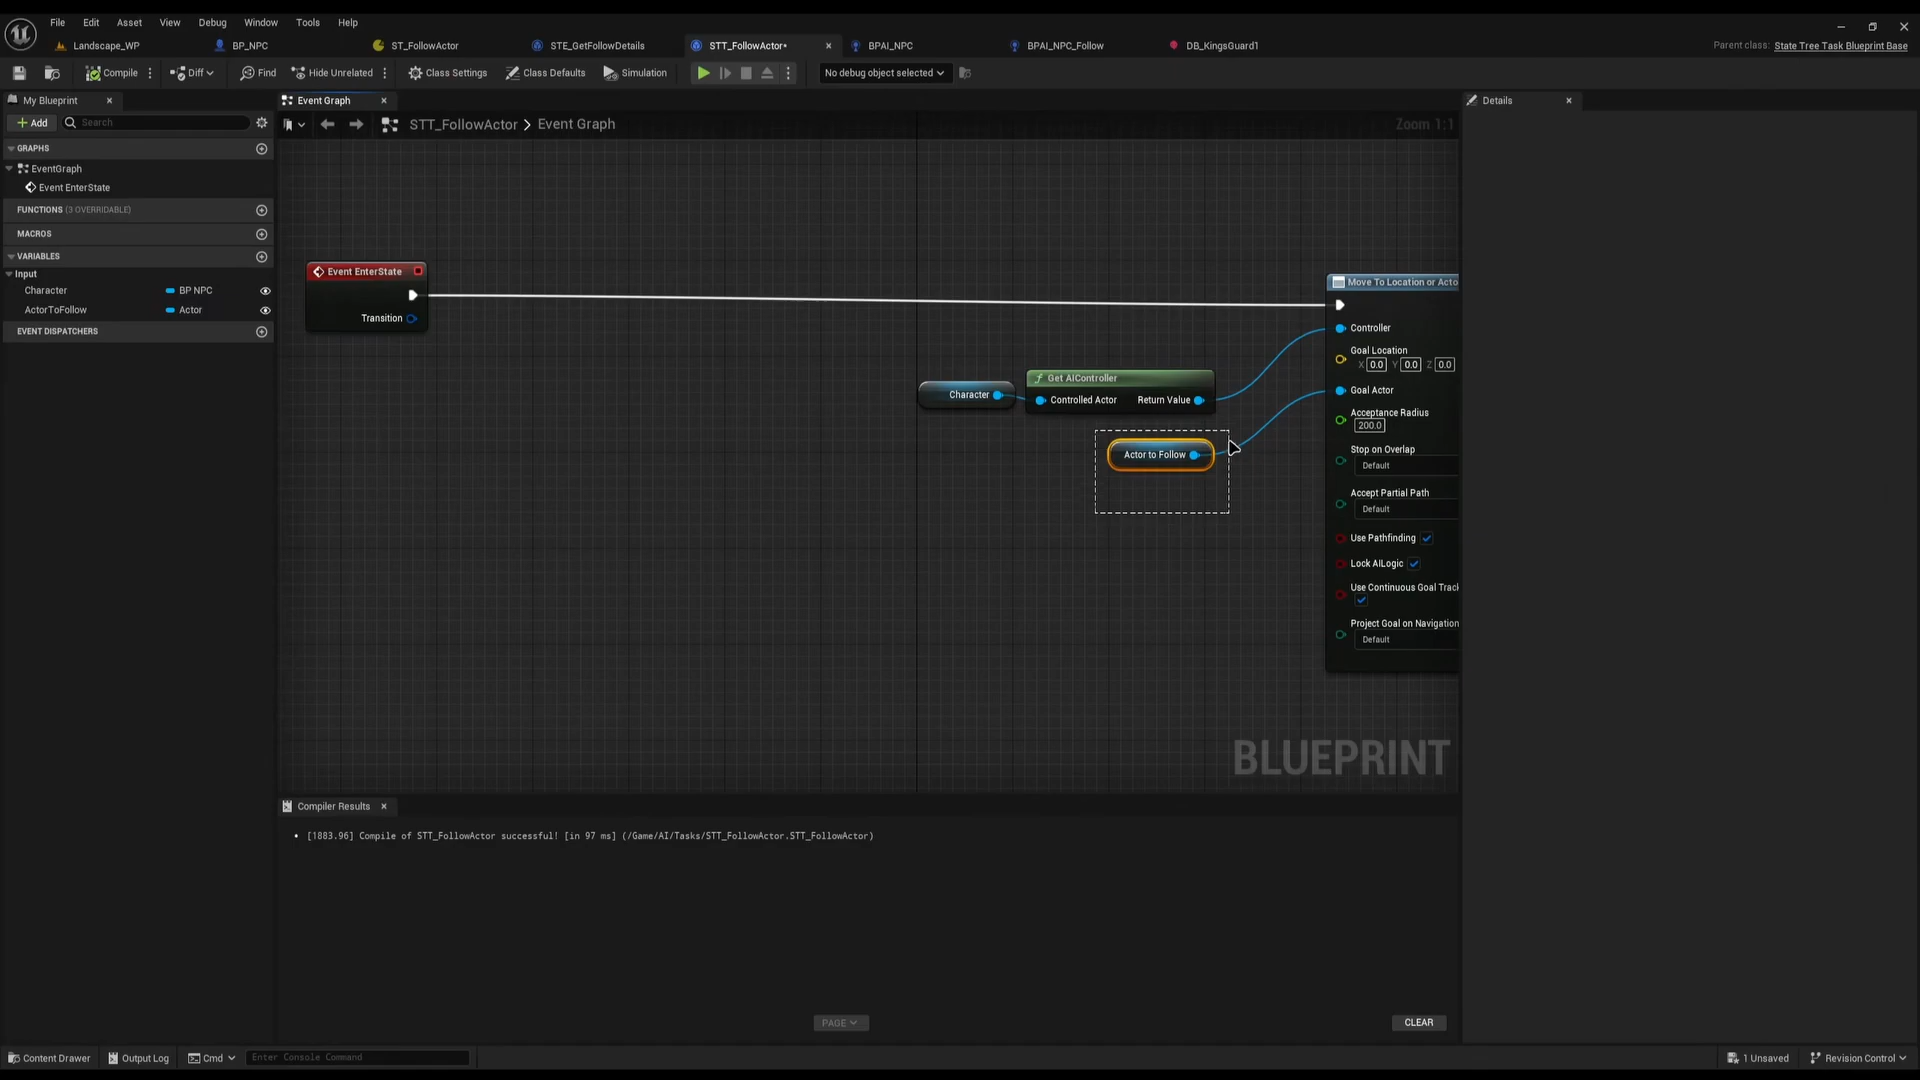 File Edit Asset View Debug Window Tools Help
Landscape_WP BP_NPC ST_FollowActor STE_GetFollowDetails STT_FollowActor• BPAI_NPC BPAI_NPC_Follow DB_KingsGuard1 Parent class: State Tree Task Blueprint Base
Compile Diff Find Hide Unrelated Class Settings Class Defaults Simulation No debug object selected
My Blueprint Event Graph Details
Add Search
STT_FollowActor > Event Graph Zoom 1:1
GRAPHS
EventGraph
Event EnterState
FUNCTIONS (3 OVERRIDABLE)
MACROS
VARIABLES
Input
Character BP NPC
ActorToFollow Actor
EVENT DISPATCHERS
Event EnterState
Transition
Character
Get AIController
Controlled Actor Return Value
Actor to Follow
Move To Location or Acto
Controller
Goal Location
X 0.0 Y 0.0 Z 0.0
Goal Actor
Acceptance Radius
200.0
Stop on Overlap
Default
Accept Partial Path
Default
Use Pathfinding
Lock AILogic
Use Continuous Goal Track
Project Goal on Navigation
Default
BLUEPRINT
Compiler Results
• [1883.96] Compile of STT_FollowActor successful! [in 97 ms] (/Game/AI/Tasks/STT_FollowActor.STT_FollowActor)
PAGE CLEAR
Content Drawer Output Log Cmd Enter Console Command 1 Unsaved Revision Control